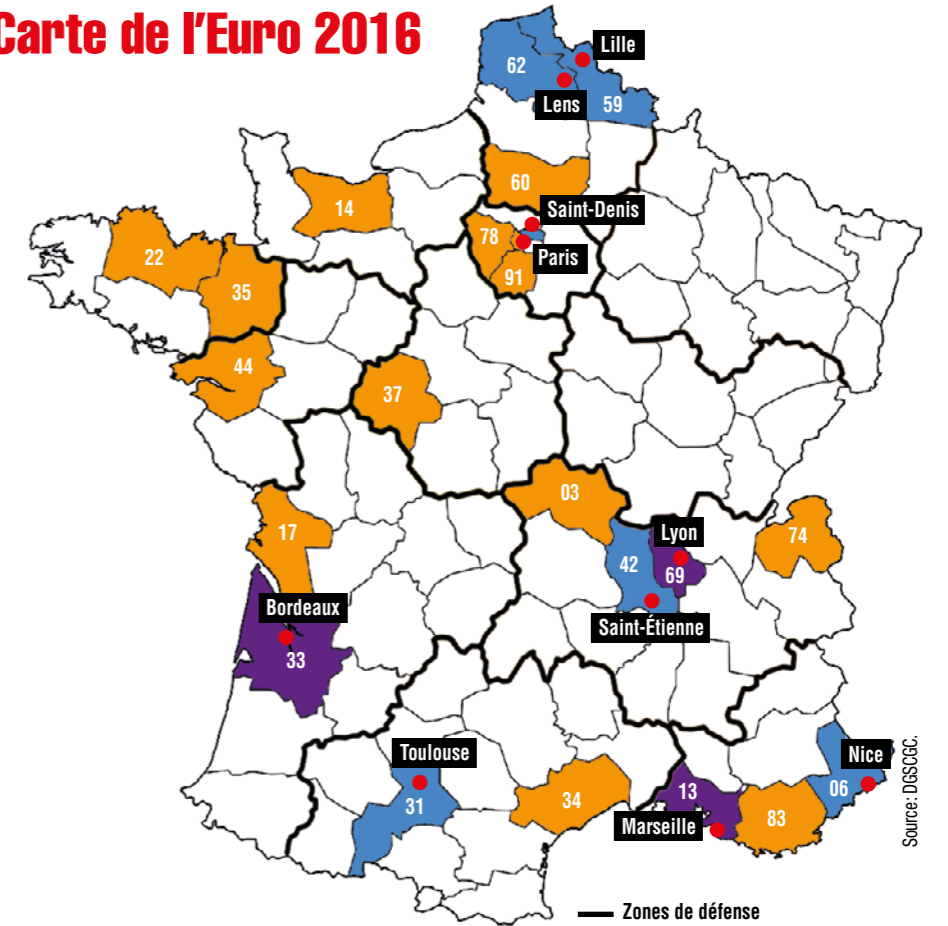 Carte de l'Euro 2016
Lille
62
Lens
59
60
14
Saint-Denis
78
Paris
22
91
35
44
37
03
17
Lyon
74
42
69
Bordeaux
Saint-Étienne
33
Toulouse
Nice
31
34
13
06
Marseille
83
Source: DGSCGC.
Zones de défense